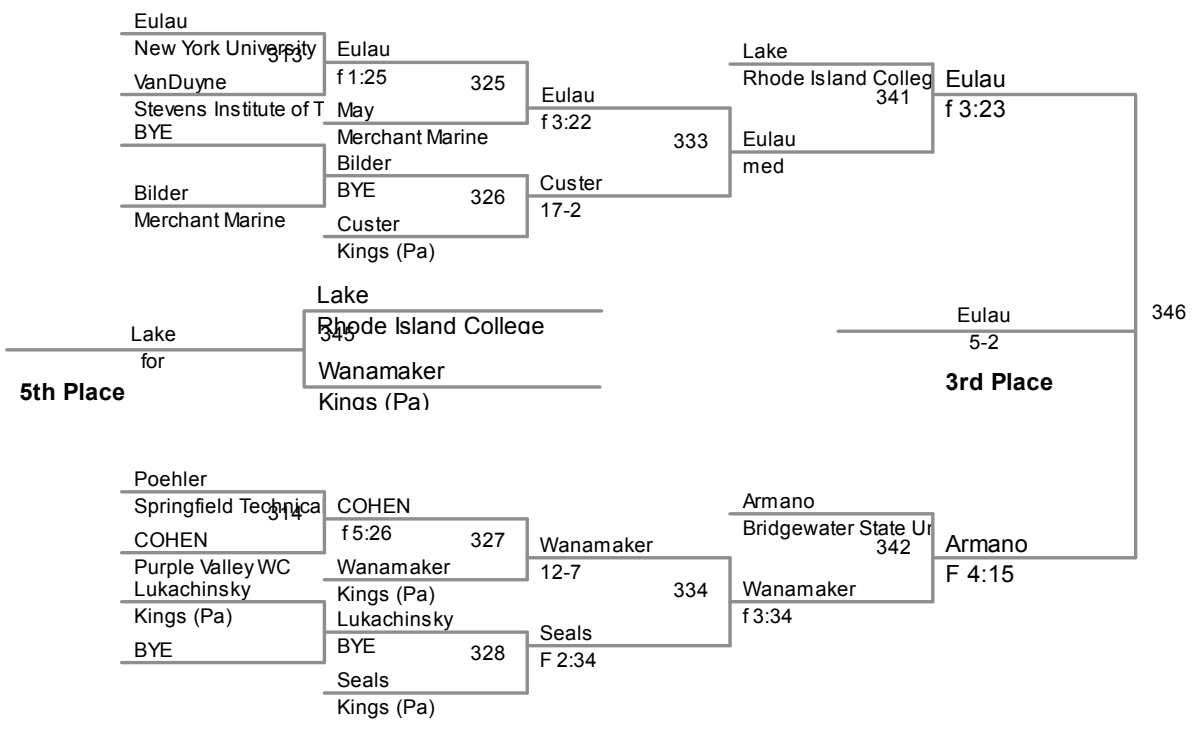 Eulau
New York University
313
VanDuyne
Stevens Institute of T
BYE
Bilder
Merchant Marine
Eulau
f 1:25
325
May
Merchant Marine
Bilder
BYE
326
Custer
Kings (Pa)
Eulau
f 3:22
333
Custer
17-2
Lake
Rhode Island Colleg
341
Eulau
med
Eulau
f 3:23
346
Lake
Rhode Island College
345
Wanamaker
Kings (Pa)
Lake
for
5th Place
Eulau
5-2
3rd Place
Poehler
Springfield Technica
314
COHEN
Purple Valley WC
Lukachinsky
Kings (Pa)
BYE
COHEN
f 5:26
327
Wanamaker
Kings (Pa)
Lukachinsky
BYE
328
Seals
Kings (Pa)
Wanamaker
12-7
334
Seals
F 2:34
Armano
Bridgewater State Ur
342
Wanamaker
f 3:34
Armano
F 4:15